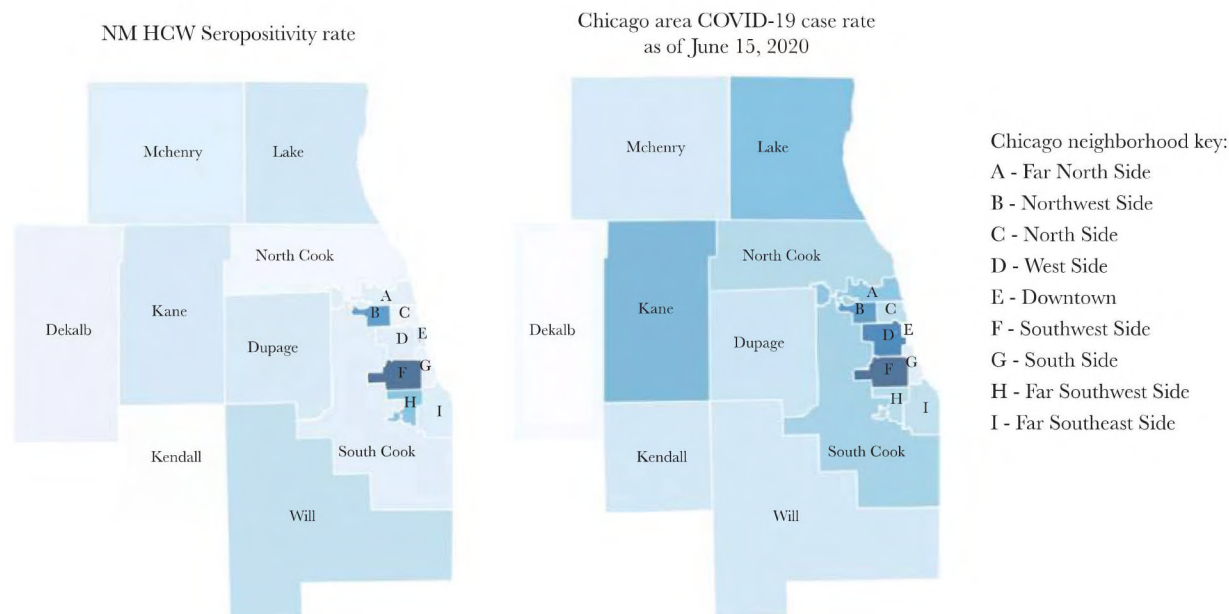 NM HCW Seropositivity rate
Mchenry
Lake
North Cook
A
B
C
Kane
Dekalb
Dupage
D
E
F
G
H
I
Kendall
South Cook
Will
Chicago area COVID-19 case rate
as of June 15, 2020
Mchenry
Lake
North Cook
A
B
C
Kane
Dekalb
Dupage
D
E
F
G
H
I
Kendall
South Cook
Will
Chicago neighborhood key:
A - Far North Side
B - Northwest Side
C - North Side
D - West Side
E - Downtown
F - Southwest Side
G - South Side
H - Far Southwest Side
I - Far Southeast Side